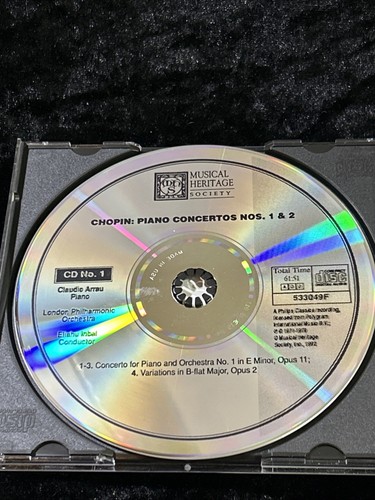 MUSICAL
HERITAGE
SOCIETY
CHOPIN: PIANO CONCERTOS NOS. 1 & 2
CD No. 1
Claudio Arrau
Piano
London Philharmonic
Orchestra
Eliahu Inbal
Conductor
Total Time
61:51
533049F
A Philips Classics recording,
licensed from Polygram
International Music B.V.;
© Musical Heritage
Society, Inc., 1992
MADE IN USA
1-3. Concerto for Piano and Orchestra No. 1 in E Minor, Opus 11;
4. Variations in B-flat Major, Opus 2